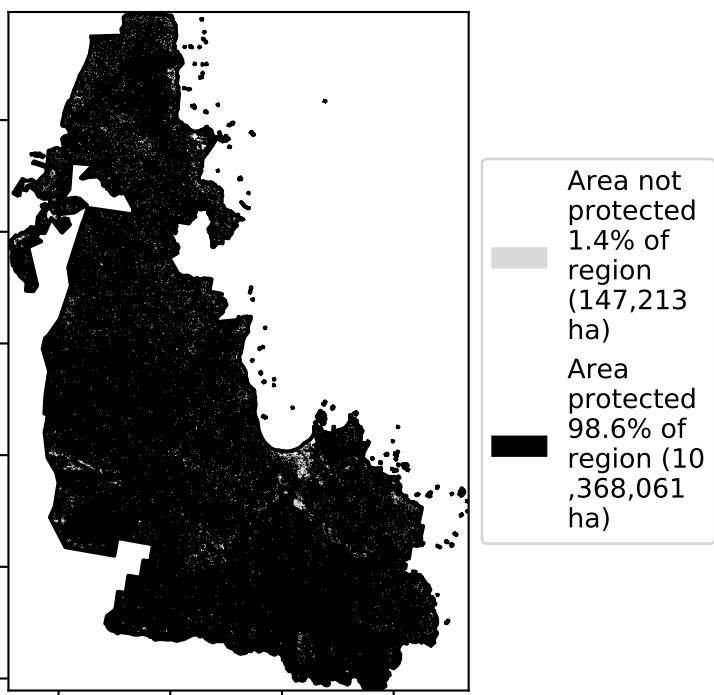 Area not
protected
1.4% of
region
(147,213
ha)
Area
protected
98.6% of
region (10
,368,061
ha)